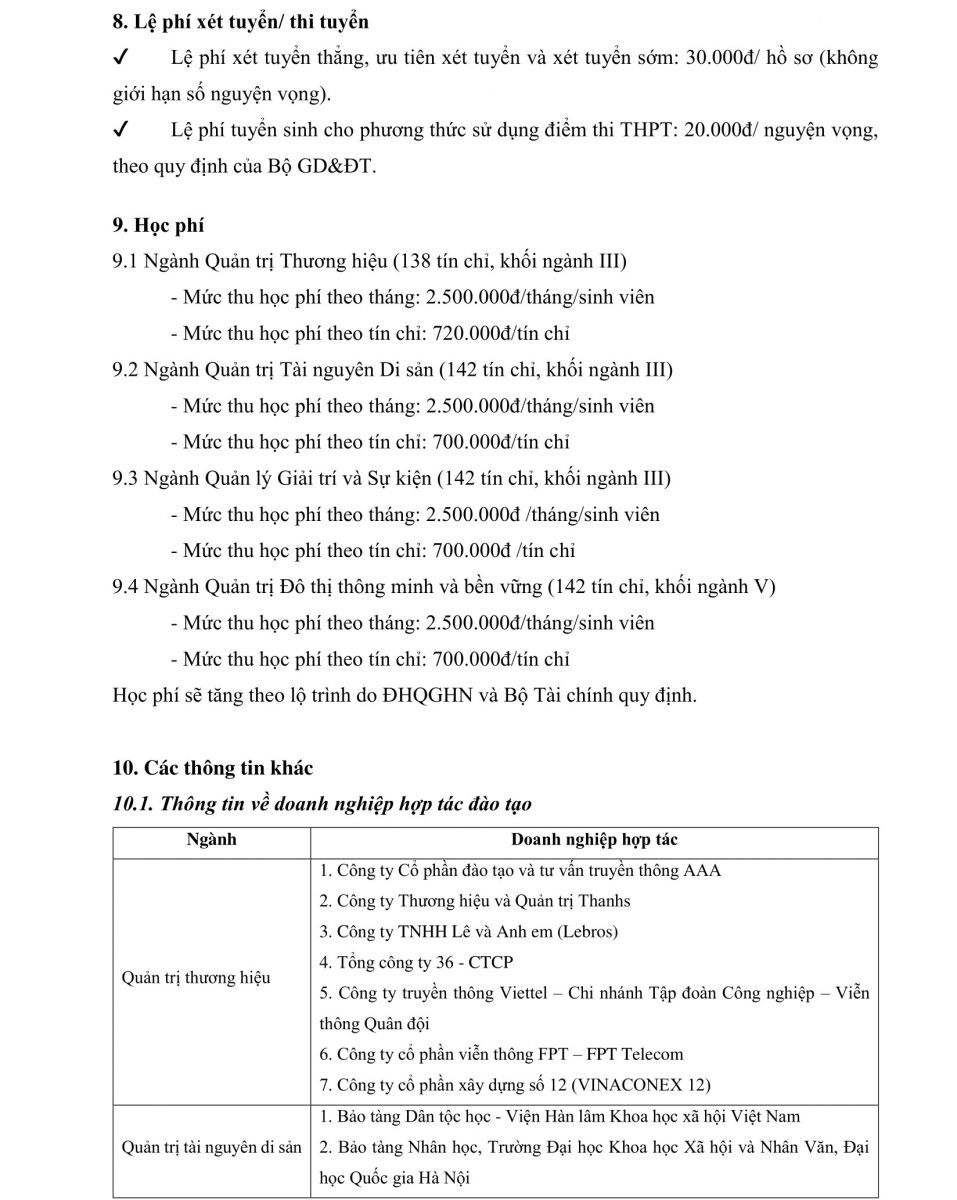 8. Lệ phí xét tuyển/ thi tuyển
✓ Lệ phí xét tuyển thẳng, ưu tiên xét tuyển và xét tuyển sớm: 30.000đ/ hồ sơ (không
giới hạn số nguyện vọng).
✓ Lệ phí tuyển sinh cho phương thức sử dụng điểm thi THPT: 20.000đ/ nguyện vọng,
theo quy định của Bộ GD&ĐT.
9. Học phí
9.1 Ngành Quản trị Thương hiệu (138 tín chỉ, khối ngành III)
- Mức thu học phí theo tháng: 2.500.000đ/tháng/sinh viên
- Mức thu học phí theo tín chỉ: 720.000đ/tín chỉ
9.2 Ngành Quản trị Tài nguyên Di sản (142 tín chỉ, khối ngành III)
- Mức thu học phí theo tháng: 2.500.000đ/tháng/sinh viên
- Mức thu học phí theo tín chỉ: 700.000đ/tín chỉ
9.3 Ngành Quản lý Giải trí và Sự kiện (142 tín chỉ, khối ngành III)
- Mức thu học phí theo tháng: 2.500.000đ /tháng/sinh viên
- Mức thu học phí theo tín chỉ: 700.000đ /tín chỉ
9.4 Ngành Quản trị Đô thị thông minh và bền vững (142 tín chỉ, khối ngành V)
- Mức thu học phí theo tháng: 2.500.000đ/tháng/sinh viên
- Mức thu học phí theo tín chỉ: 700.000đ/tín chỉ
Học phí sẽ tăng theo lộ trình do ĐHQGHN và Bộ Tài chính quy định.
10. Các thông tin khác
10.1. Thông tin về doanh nghiệp hợp tác đào tạo
Ngành Doanh nghiệp hợp tác
Quản trị thương hiệu
1. Công ty Cổ phần đào tạo và tư vấn truyền thông AAA
2. Công ty Thương hiệu và Quản trị Thanhs
3. Công ty TNHH Lê và Anh em (Lebros)
4. Tổng công ty 36 - CTCP
5. Công ty truyền thông Viettel – Chi nhánh Tập đoàn Công nghiệp – Viễn
thông Quân đội
6. Công ty cổ phần viễn thông FPT – FPT Telecom
7. Công ty cổ phần xây dựng số 12 (VINACONEX 12)
Quản trị tài nguyên di sản
1. Bảo tàng Dân tộc học - Viện Hàn lâm Khoa học xã hội Việt Nam
2. Bảo tàng Nhân học, Trường Đại học Khoa học Xã hội và Nhân Văn, Đại
học Quốc gia Hà Nội